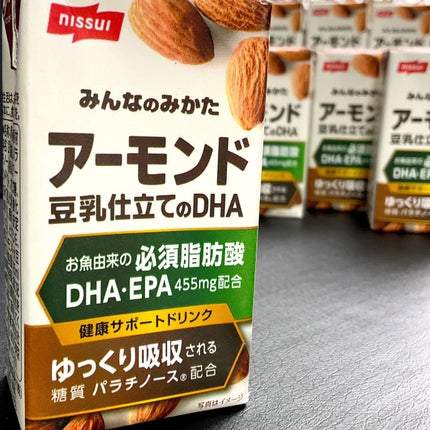 nissui
みんなのみかた
アーモンド
豆乳仕立てのDHA
お魚由来の 必須脂肪酸
DHA・EPA 455mg配合
健康サポートドリンク
ゆっくり吸収される
糖質 パラチノース®配合
写真はイメージ